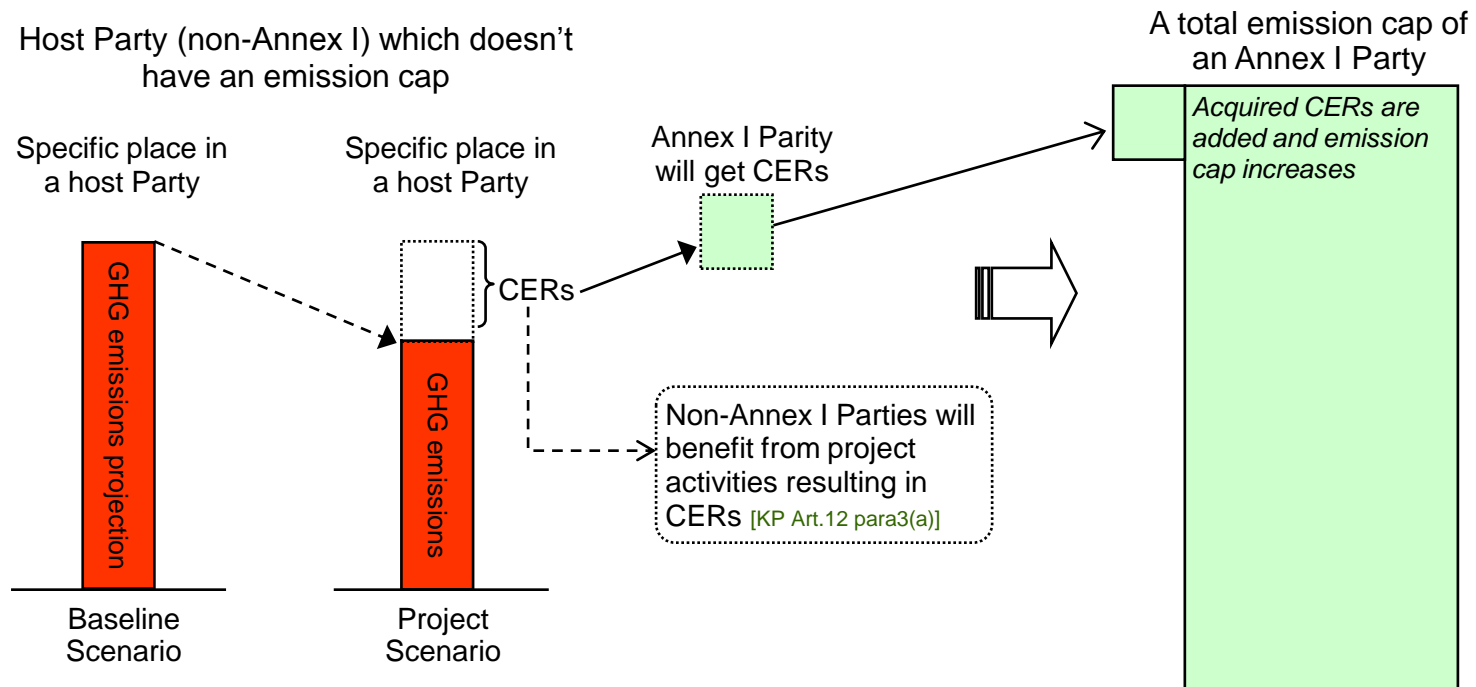 Host Party (non-Annex I) which doesn't
have an emission cap
A total emission cap of
an Annex I Party
Specific place in
a host Party
Specific place in
a host Party
Annex I Parity
will get CERs
Acquired CERs are
added and emission
cap increases
GHG emissions projection
GHG emissions
CERs
Non-Annex I Parties will
benefit from project
activities resulting in
CERs [KP Art.12 para3(a)]
Baseline
Scenario
Project
Scenario